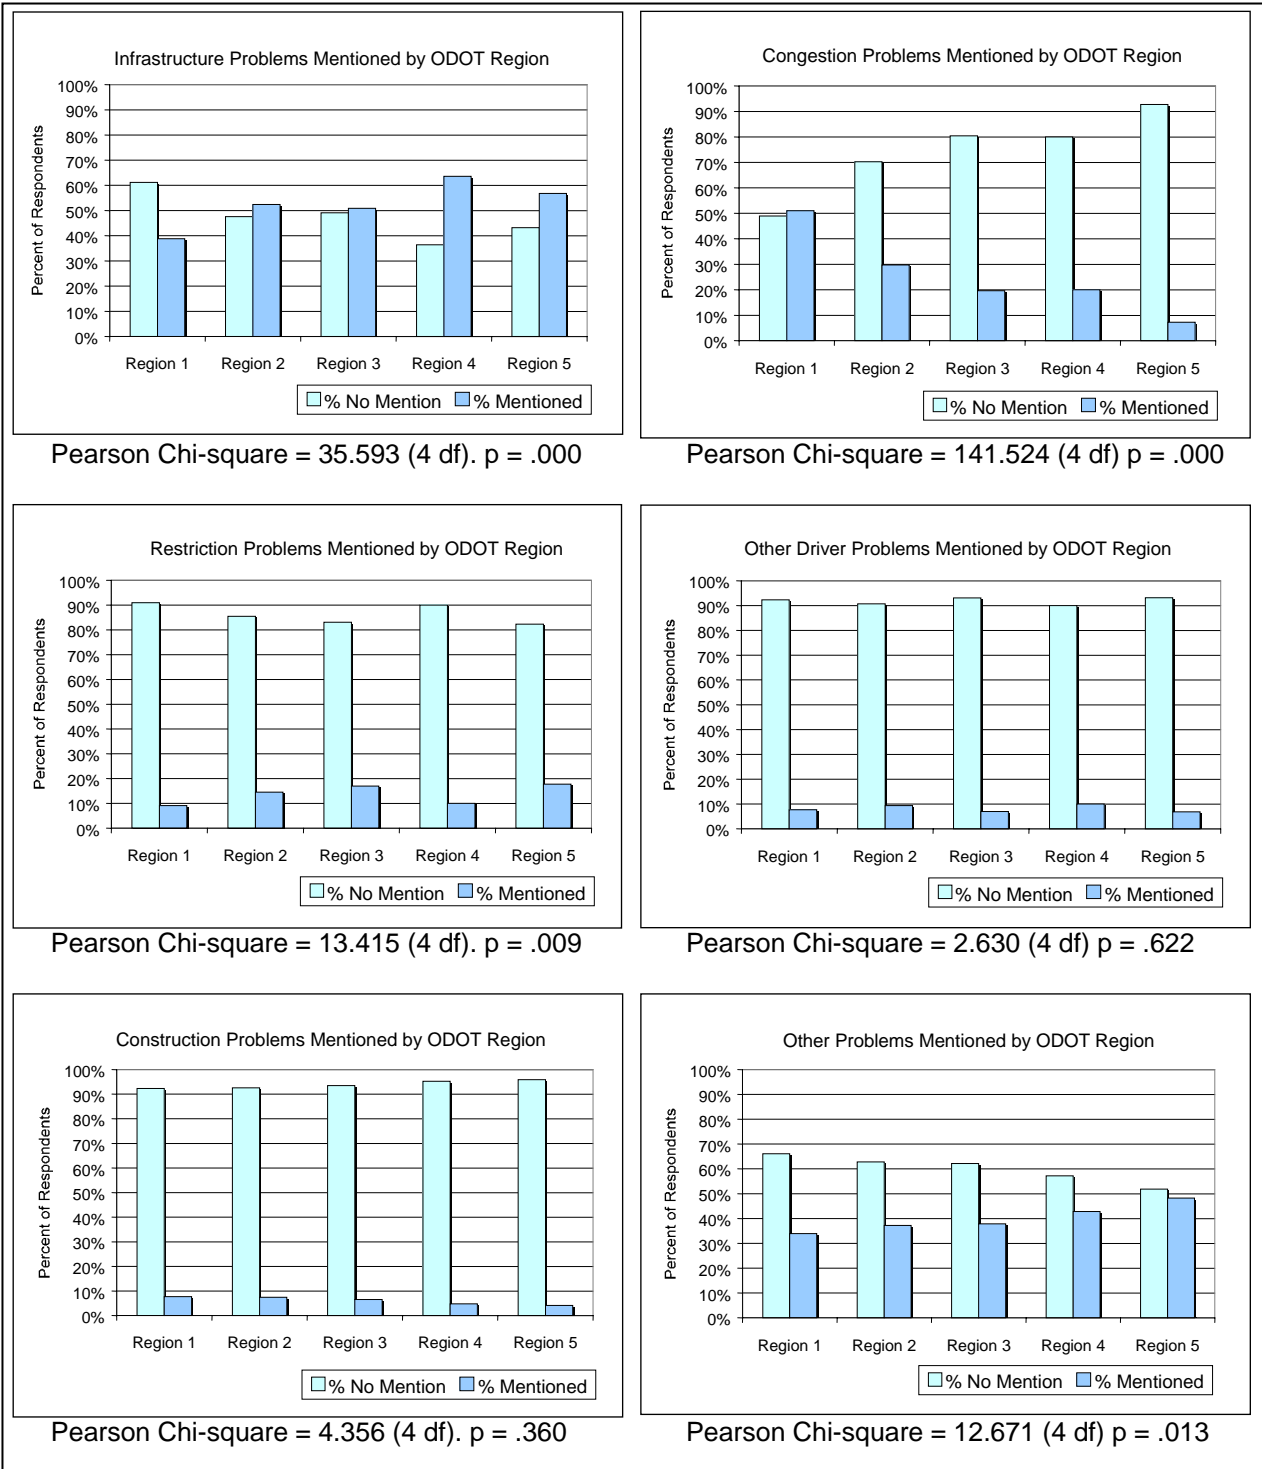 Infrastructure Problems Mentioned by ODOT Region
Percent of Respondents
100%
90%
80%
70%
60%
50%
40%
30%
20%
10%
0%
Region 1 Region 2 Region 3 Region 4 Region 5
% No Mention % Mentioned
Pearson Chi-square = 35.593 (4 df). p = .000
Congestion Problems Mentioned by ODOT Region
Percent of Respondents
100%
90%
80%
70%
60%
50%
40%
30%
20%
10%
0%
Region 1 Region 2 Region 3 Region 4 Region 5
% No Mention % Mentioned
Pearson Chi-square = 141.524 (4 df) p = .000
Restriction Problems Mentioned by ODOT Region
Percent of Respondents
100%
90%
80%
70%
60%
50%
40%
30%
20%
10%
0%
Region 1 Region 2 Region 3 Region 4 Region 5
% No Mention % Mentioned
Pearson Chi-square = 13.415 (4 df). p = .009
Other Driver Problems Mentioned by ODOT Region
Percent of Respondents
100%
90%
80%
70%
60%
50%
40%
30%
20%
10%
0%
Region 1 Region 2 Region 3 Region 4 Region 5
% No Mention % Mentioned
Pearson Chi-square = 2.630 (4 df) p = .622
Construction Problems Mentioned by ODOT Region
Percent of Respondents
100%
90%
80%
70%
60%
50%
40%
30%
20%
10%
0%
Region 1 Region 2 Region 3 Region 4 Region 5
% No Mention % Mentioned
Pearson Chi-square = 4.356 (4 df). p = .360
Other Problems Mentioned by ODOT Region
Percent of Respondents
100%
90%
80%
70%
60%
50%
40%
30%
20%
10%
0%
Region 1 Region 2 Region 3 Region 4 Region 5
% No Mention % Mentioned
Pearson Chi-square = 12.671 (4 df) p = .013